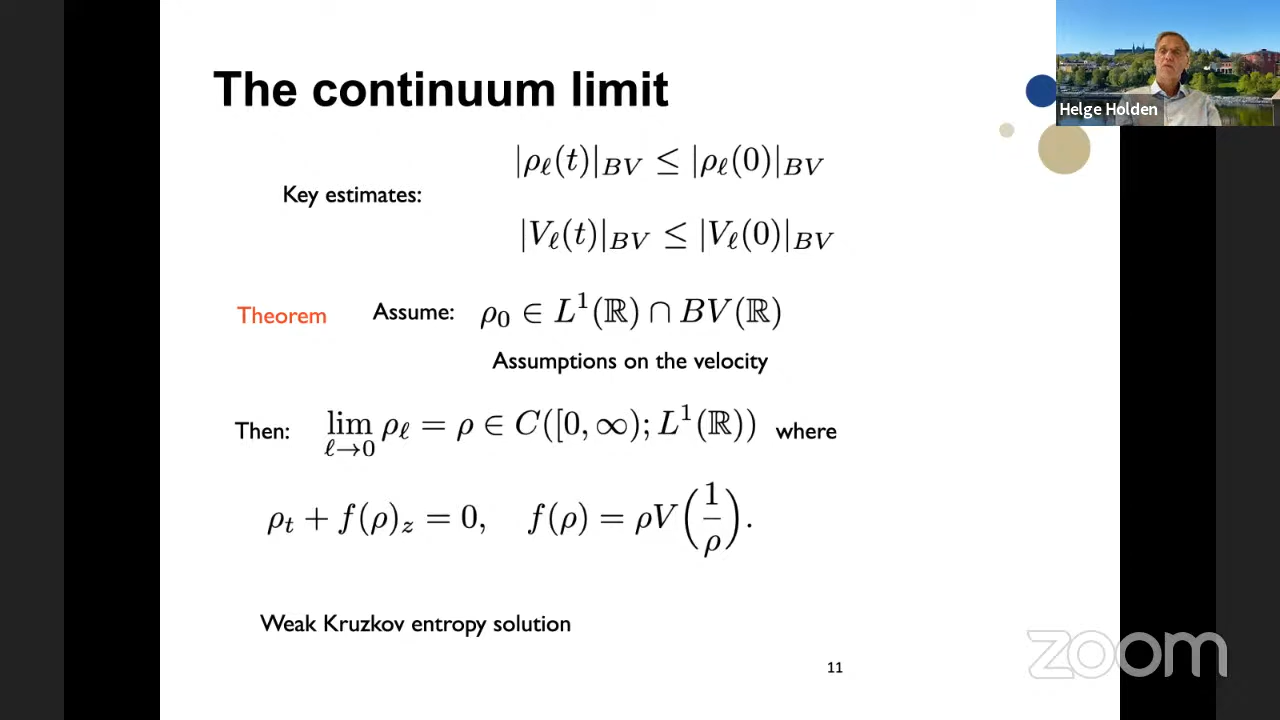 The continuum limit
Helge Holden
|ρ_ℓ(t)|_{BV} ≤ |ρ_ℓ(0)|_{BV}
Key estimates:
|V_ℓ(t)|_{BV} ≤ |V_ℓ(0)|_{BV}
Theorem Assume: ρ_0 ∈ L^1(ℝ) ∩ BV(ℝ)
Assumptions on the velocity
Then: lim_{ℓ→0} ρ_ℓ = ρ ∈ C([0, ∞); L^1(ℝ)) where
ρ_t + f(ρ)_z = 0, f(ρ) = ρV(1/ρ).
Weak Kruzkov entropy solution
zoom
11